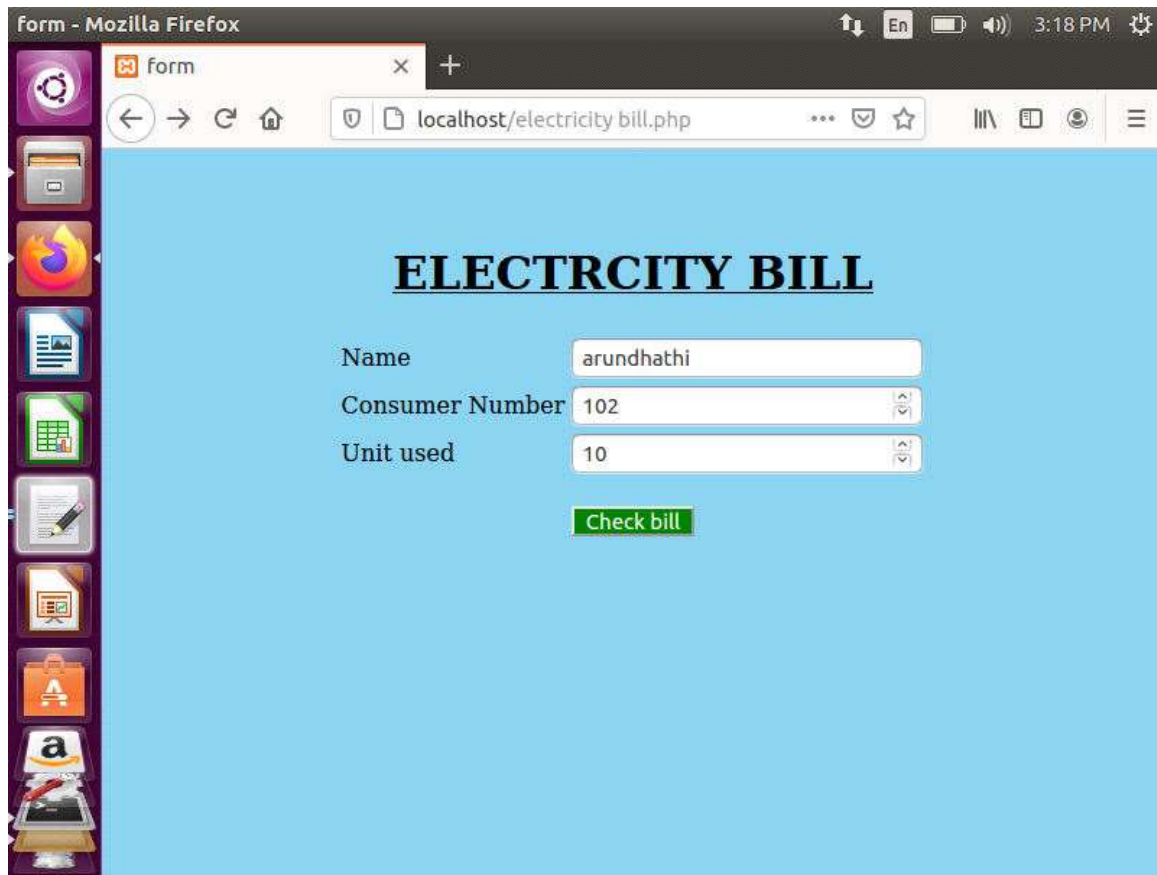 form - Mozilla Firefox En 3:18 PM
form
localhost/electricity bill.php
ELECTRCITY BILL
Name arundhathi
Consumer Number 102
Unit used 10
Check bill